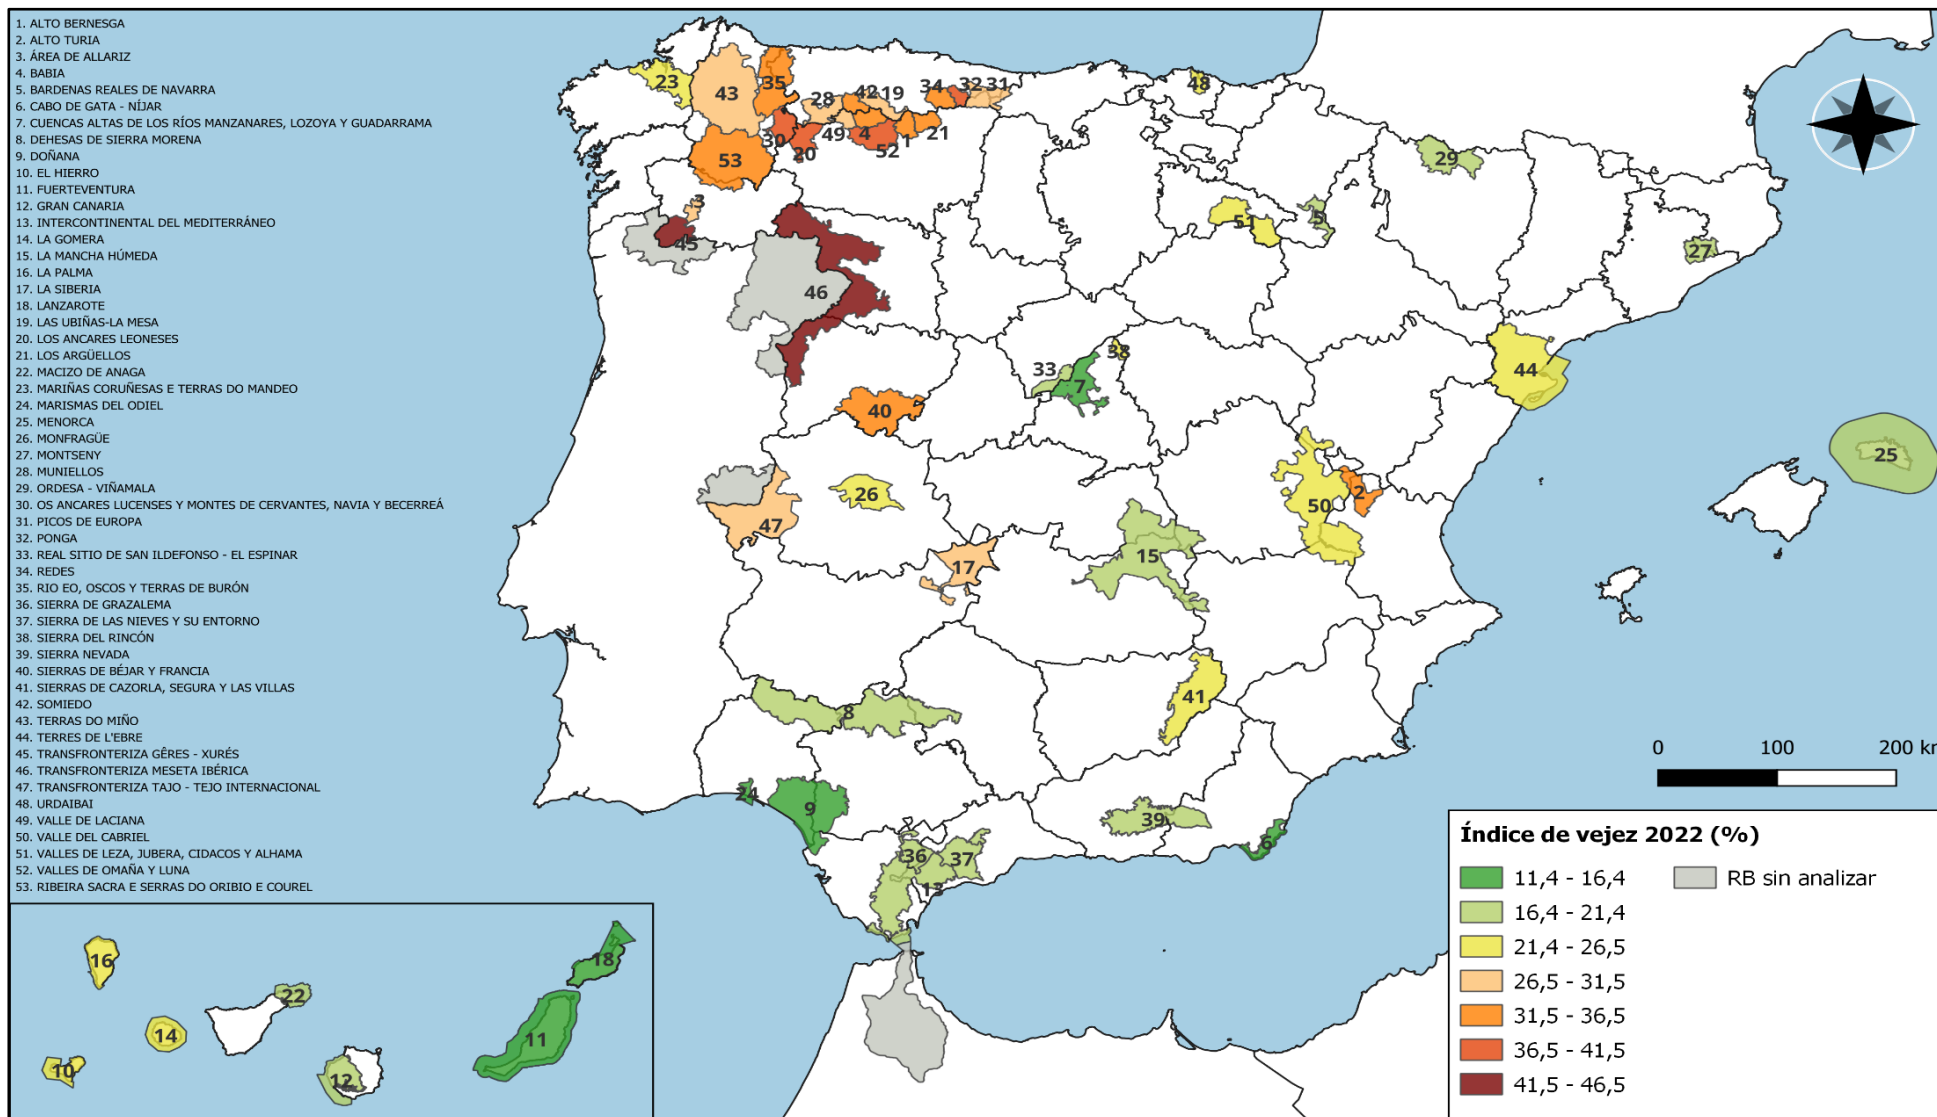 1. ALTO BERNESGA
2. ALTO TURIA
3. ÁREA DE ALLARIZ
4. BABIA
5. BARDENAS REALES DE NAVARRA
6. CABO DE GATA - NÍJAR
7. CUENCAS ALTAS DE LOS RÍOS MANZANARES, LOZOYA Y GUADARRAMA
8. DEHESAS DE SIERRA MORENA
9. DOÑANA
10. EL HIERRO
11. FUERTEVENTURA
12. GRAN CANARIA
13. INTERCONTINENTAL DEL MEDITERRÁNEO
14. LA GOMERA
15. LA MANCHA HÚMEDA
16. LA PALMA
17. LA SIBERIA
18. LANZAROTE
19. LAS UBIÑAS-LA MESA
20. LOS ANCARES LEONESES
21. LOS ARGÜELLOS
22. MACIZO DE ANAGA
23. MARIÑAS CORUÑESAS E TERRAS DO MANDEO
24. MARISMAS DEL ODIEL
25. MENORCA
26. MONFRAGÜE
27. MONTSENY
28. MUNIELLOS
29. ORDESA - VIÑAMALA
30. OS ANCARES LUCENSES Y MONTES DE CERVANTES, NAVIA Y BECERREÁ
31. PICOS DE EUROPA
32. PONGA
33. REAL SITIO DE SAN ILDEFONSO - EL ESPINAR
34. REDES
35. RIO EO, OSCOS Y TERRAS DE BURÓN
36. SIERRA DE GRAZALEMA
37. SIERRA DE LAS NIEVES Y SU ENTORNO
38. SIERRA DEL RINCÓN
39. SIERRA NEVADA
40. SIERRAS DE BÉJAR Y FRANCIA
41. SIERRAS DE CAZORLA, SEGURA Y LAS VILLAS
42. SOMIEDO
43. TERRAS DO MIÑO
44. TERRES DE L'EBRE
45. TRANSFRONTERIZA GÊRES - XURÉS
46. TRANSFRONTERIZA MESETA IBÉRICA
47. TRANSFRONTERIZA TAJO - TEJO INTERNACIONAL
48. URDAIBAI
49. VALLE DE LACIANA
50. VALLE DEL CABRIEL
51. VALLES DE LEZA, JUBERA, CIDACOS Y ALHAMA
52. VALLES DE OMAÑA Y LUNA
53. RIBEIRA SACRA E SERRAS DO ORIBIO E COUREL
23
43
35
28
42
19
34
32
31
48
30
20
49
4
52
1
21
53
29
3
45
51
5
27
46
33
7
38
44
40
25
26
2
50
47
17
15
41
8
24
9
39
6
36
37
13
16
22
18
14
11
10
12
0 100 200 km
Índice de vejez 2022 (%)
11,4 - 16,4
16,4 - 21,4
21,4 - 26,5
26,5 - 31,5
31,5 - 36,5
36,5 - 41,5
41,5 - 46,5
RB sin analizar